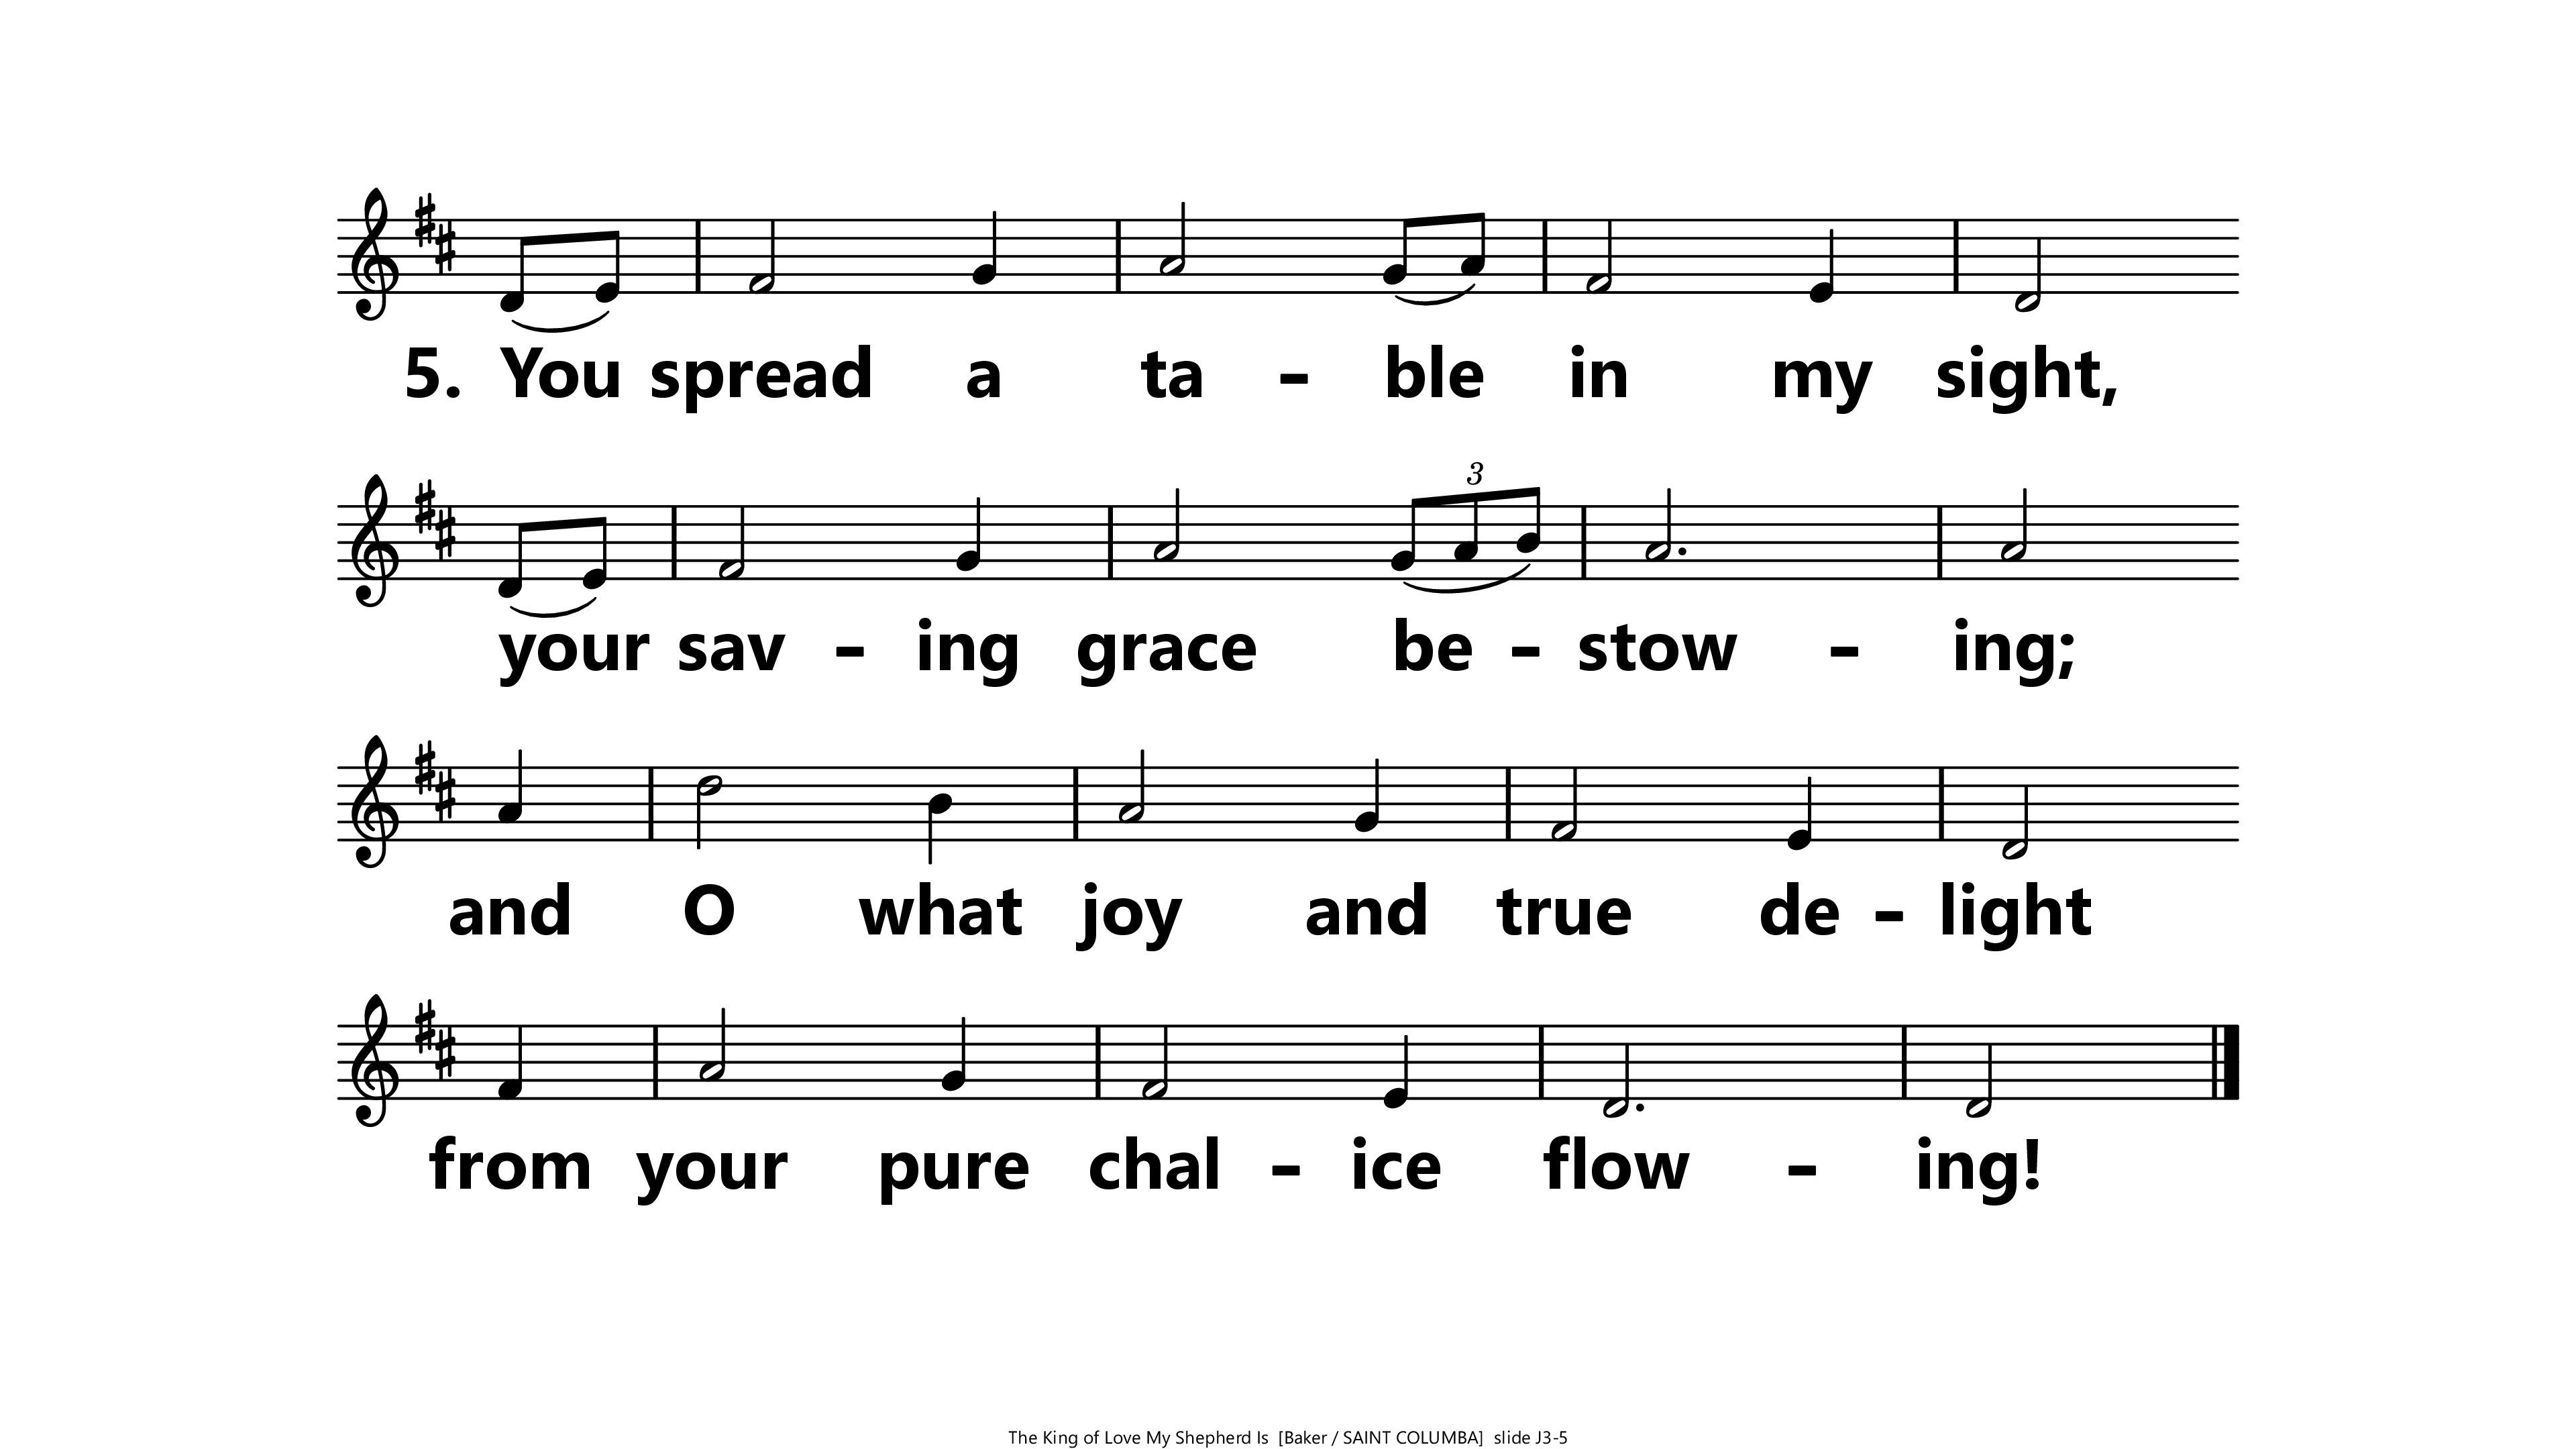 5. You spread a ta - ble in my sight,
3
your sav - ing grace be - stow - ing;
and O what joy and true de - light
from your pure chal - ice flow - ing!
The King of Love My Shepherd Is [Baker / SAINT COLUMBA] slide J3-5